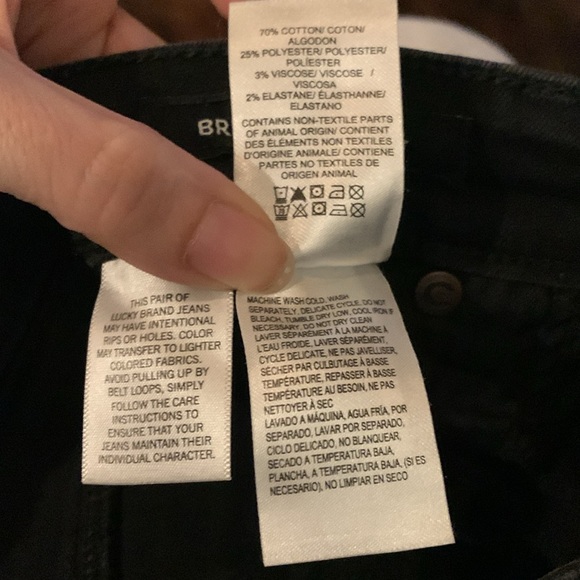 70% COTTON/ COTON/
ALGODON
25% POLYESTER/ POLYESTER/
POLIESTER
3% VISCOSE/ VISCOSE /
VISCOSA
2% ELASTANE/ ÉLASTHANNE/
ELASTANO
CONTAINS NON-TEXTILE PARTS
OF ANIMAL ORIGIN/ CONTIENT
DES ÉLÉMENTS NON TEXTILES
D'ORIGINE ANIMALE/ CONTIENE
PARTES NO TEXTILES DE
ORIGEN ANIMAL
BR
THIS PAIR OF
LUCKY BRAND JEANS
MAY HAVE INTENTIONAL
RIPS OR HOLES. COLOR
MAY TRANSFER TO LIGHTER
COLORED FABRICS.
AVOID PULLING UP BY
BELT LOOPS, SIMPLY
FOLLOW THE CARE
INSTRUCTIONS TO
ENSURE THAT YOUR
JEANS MAINTAIN THEIR
INDIVIDUAL CHARACTER.
MACHINE WASH COLD, WASH
SEPARATELY, DELICATE CYCLE, DO NOT
BLEACH, TUMBLE DRY LOW, COOL IRON IF
NECESSARY, DO NOT DRY CLEAN
LAVER SÉPARÉMENT À LA MACHINE À
L'EAU FROIDE, LAVER SÉPARÉMENT,
CYCLE DELICATE, NE PAS JAVELLISER,
SÉCHER PAR CULBUTAGE À BASSE
TEMPÉRATURE, REPASSER À BASSE
TEMPÉRATURE AU BESOIN, NE PAS
NETTOYER À SEC
LAVADO A MÁQUINA, AGUA FRÍA, POR
SEPARADO, LAVAR POR SEPARADO,
CICLO DELICADO, NO BLANQUEAR,
SECADO A TEMPERATURA BAJA,
PLANCHA, A TEMPERATURA BAJA, (SI ES
NECESARIO), NO LIMPIAR EN SECO